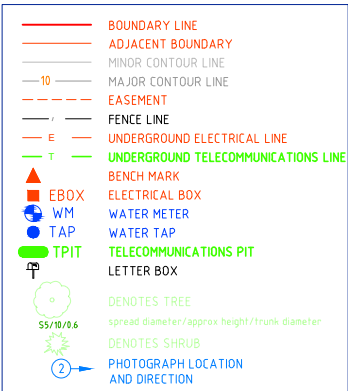 BOUNDARY LINE
ADJACENT BOUNDARY
MINOR CONTOUR LINE
10 MAJOR CONTOUR LINE
EASEMENT
/ FENCE LINE
E UNDERGROUND ELECTRICAL LINE
T UNDERGROUND TELECOMMUNICATIONS LINE
BENCH MARK
EBOX ELECTRICAL BOX
WM WATER METER
TAP WATER TAP
TPIT TELECOMMUNICATIONS PIT
LETTER BOX
DENOTES TREE
S5/10/0.6 spread diameter/approx height/trunk diameter
DENOTES SHRUB
2 PHOTOGRAPH LOCATION
AND DIRECTION